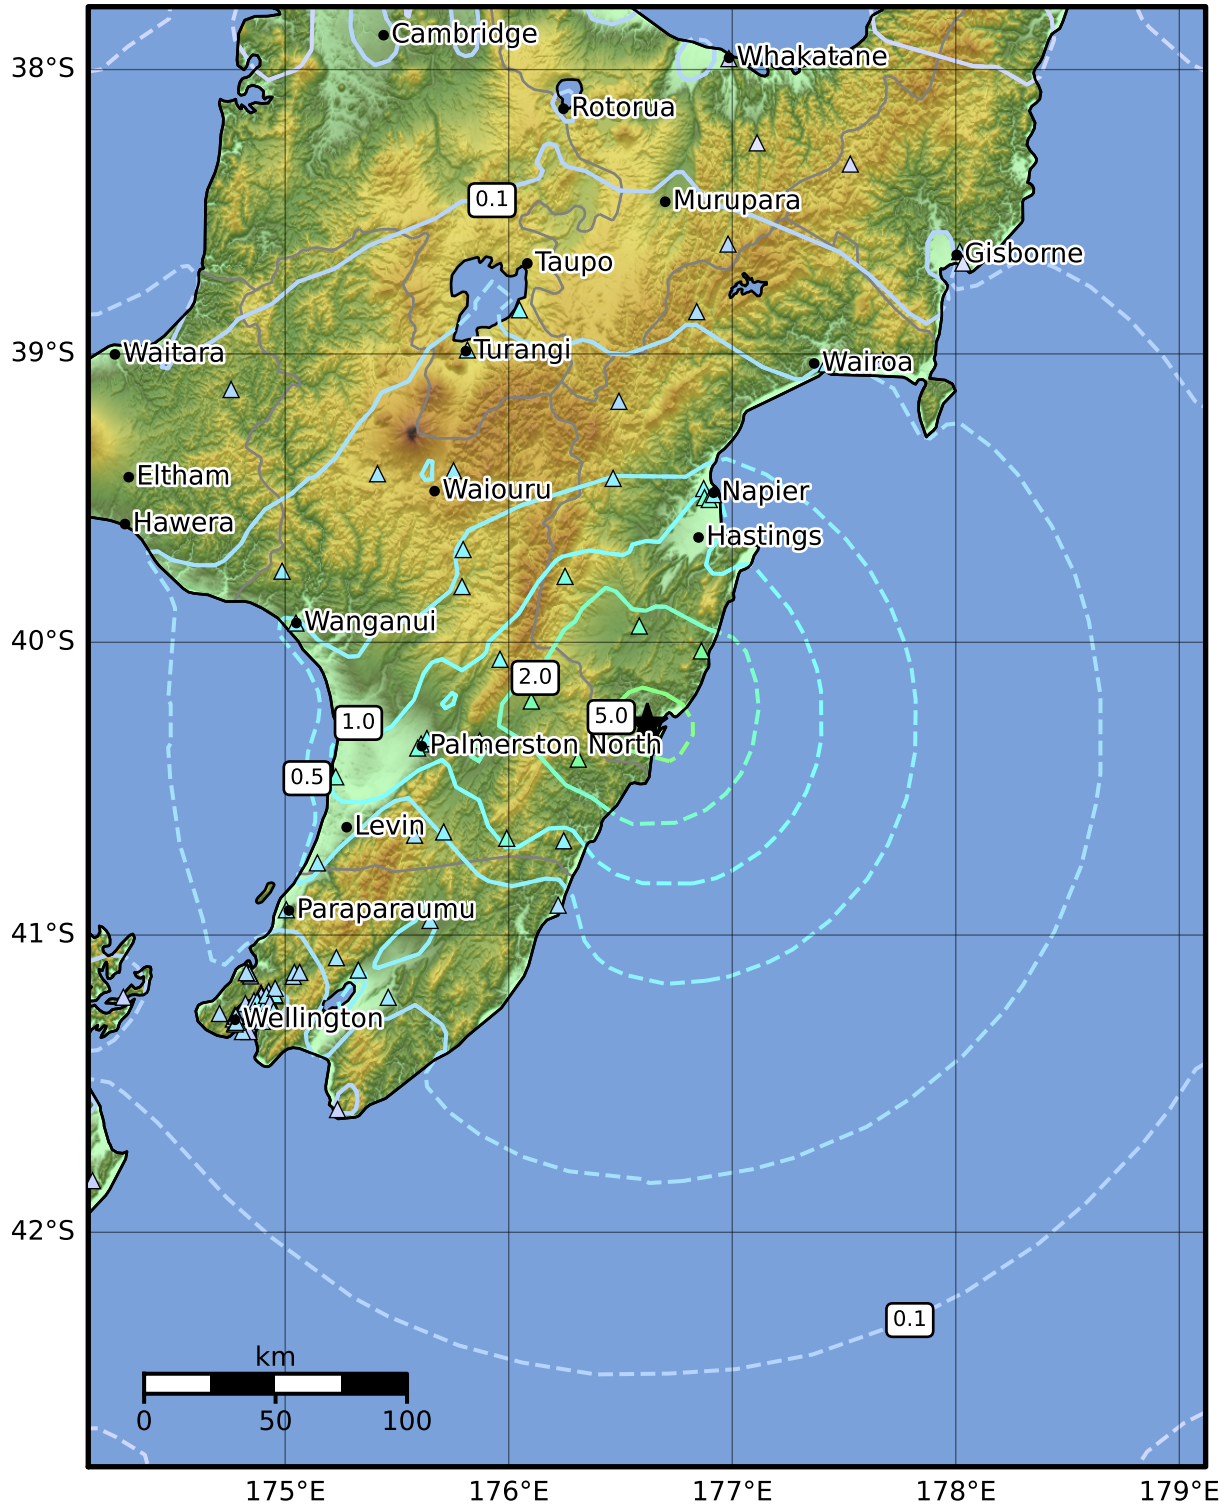 Cambridge
Whakatane
38°S
Rotorua
0.1
Murupara
Gisborne
Taupo
39°S
Waitara
Turangi
Wairoa
Eltham
Waiouru
Napier
Hawera
Hastings
Wanganui
40°S
2.0
5.0
1.0
Palmerston North
0.5
Levin
Paraparaumu
41°S
Wellington
42°S
0.1
km
0 50 100
175°E 176°E 177°E 178°E 179°E